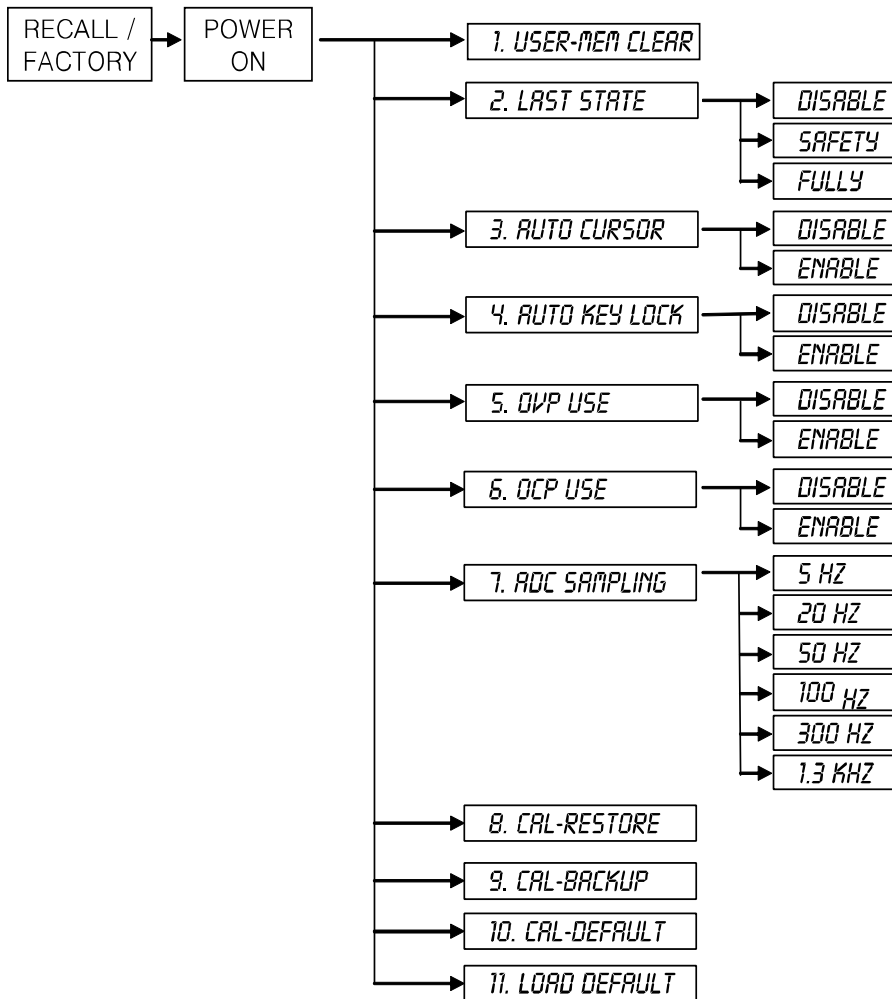 RECALL /
FACTORY
POWER
ON
1. USER-MEM CLEAR
2. LAST STATE
DISABLE
SAFETY
FULLY
3. AUTO CURSOR
DISABLE
ENABLE
4. AUTO KEY LOCK
DISABLE
ENABLE
5. OVP USE
DISABLE
ENABLE
6. OCP USE
DISABLE
ENABLE
7. ADC SAMPLING
5 HZ
20 HZ
50 HZ
100 HZ
300 HZ
1.3 KHZ
8. CAL-RESTORE
9. CAL-BACKUP
10. CAL-DEFAULT
11. LOAD DEFAULT